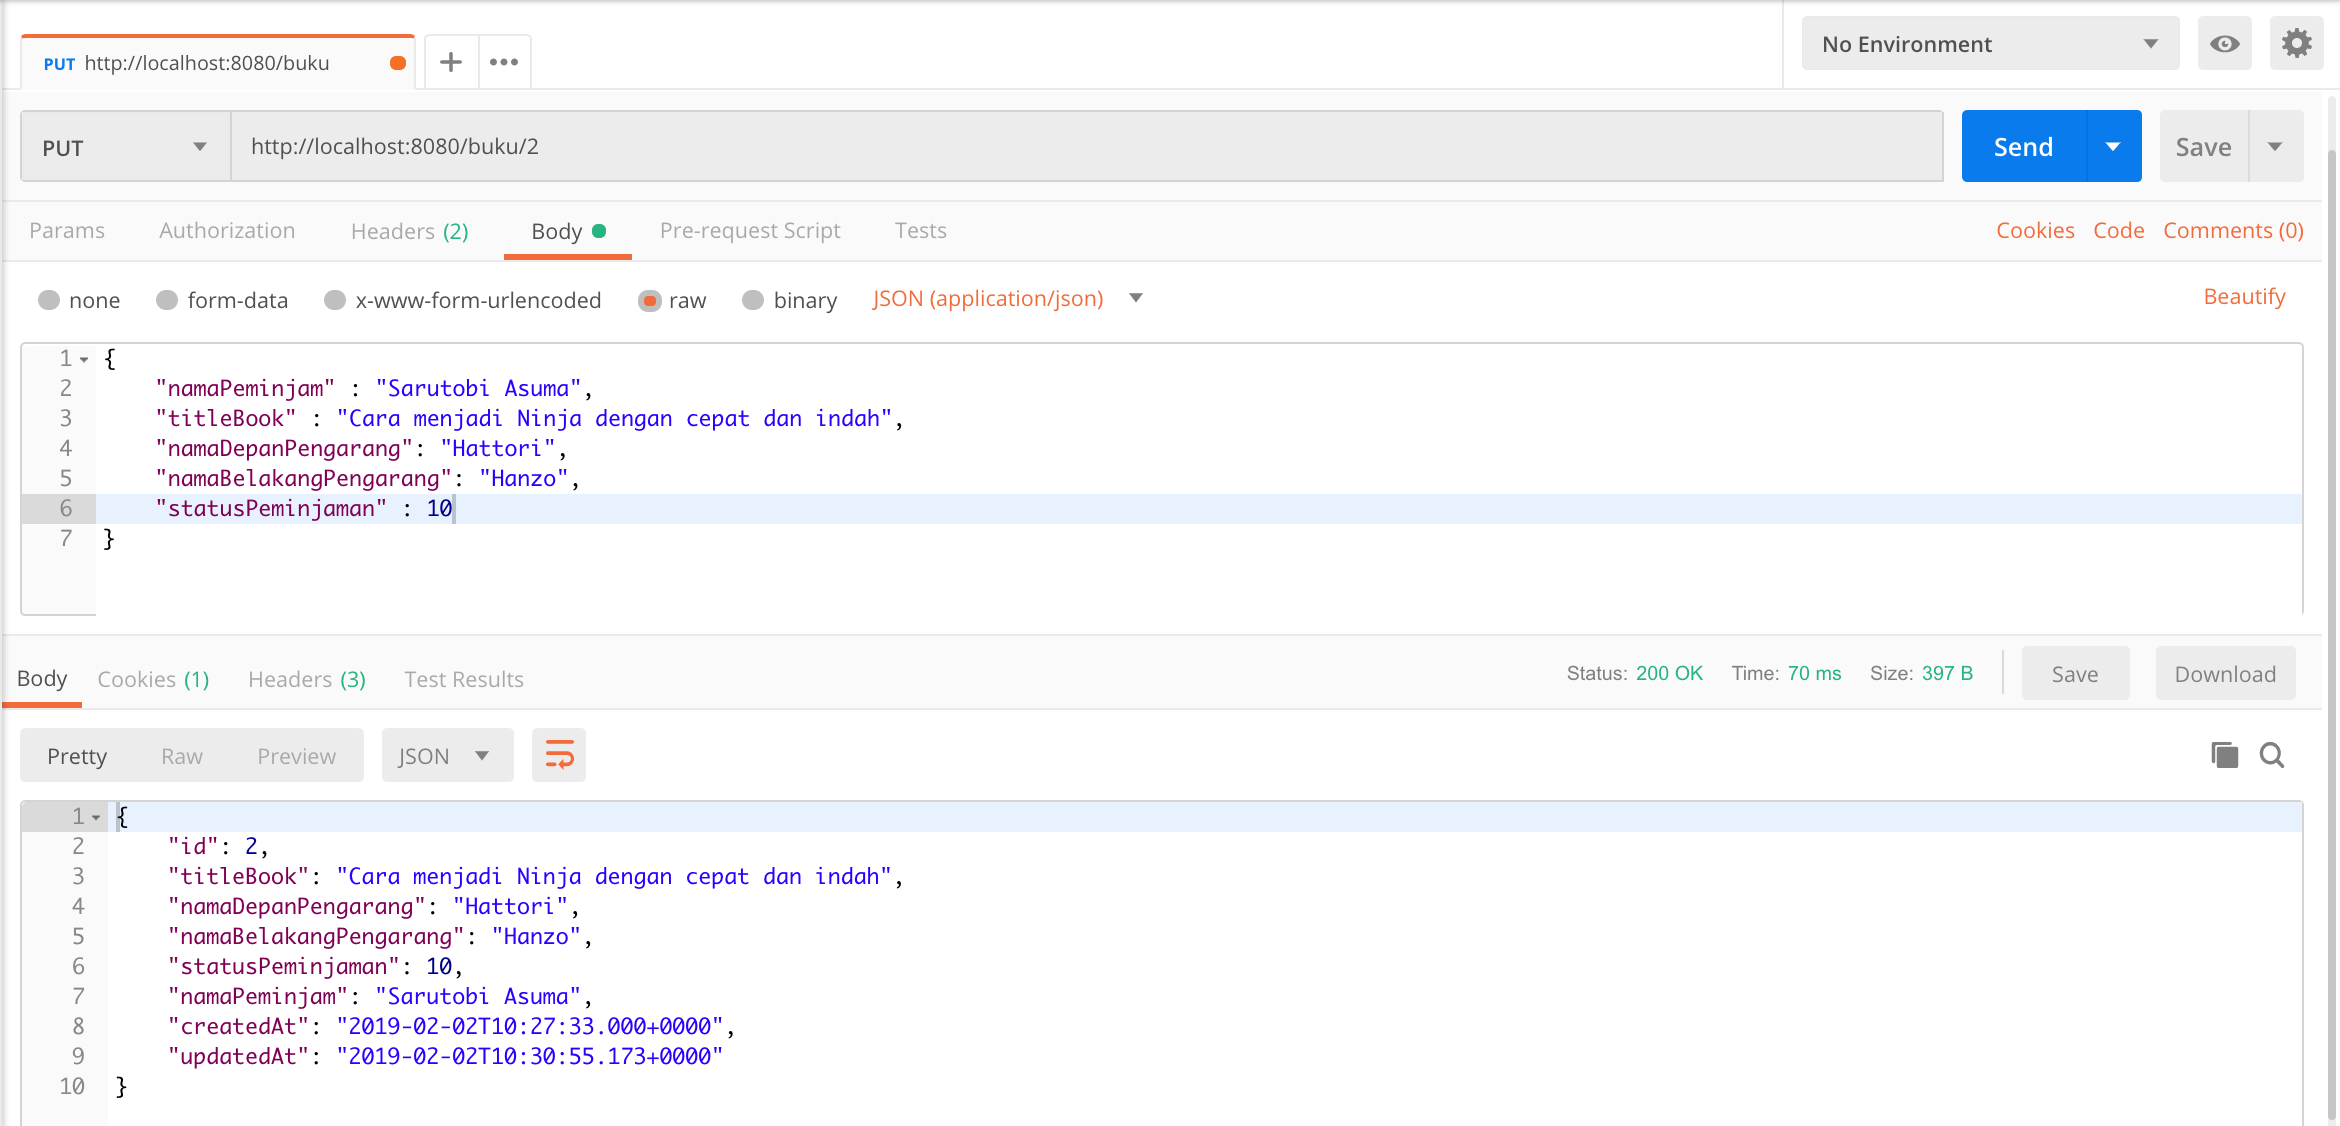 PUT http://localhost:8080/buku
No Environment
PUT http://localhost:8080/buku/2 Send Save
Params Authorization Headers (2) Body Pre-request Script Tests Cookies Code Comments (0)
none form-data x-www-form-urlencoded raw binary JSON (application/json) Beautify
1 {
2 "namaPeminjam" : "Sarutobi Asuma",
3 "titleBook" : "Cara menjadi Ninja dengan cepat dan indah",
4 "namaDepanPengarang": "Hattori",
5 "namaBelakangPengarang": "Hanzo",
6 "statusPeminjaman" : 10
7 }
Body Cookies (1) Headers (3) Test Results Status: 200 OK Time: 70 ms Size: 397 B Save Download
Pretty Raw Preview JSON
1 {
2 "id": 2,
3 "titleBook": "Cara menjadi Ninja dengan cepat dan indah",
4 "namaDepanPengarang": "Hattori",
5 "namaBelakangPengarang": "Hanzo",
6 "statusPeminjaman": 10,
7 "namaPeminjam": "Sarutobi Asuma",
8 "createdAt": "2019-02-02T10:27:33.000+0000",
9 "updatedAt": "2019-02-02T10:30:55.173+0000"
10 }